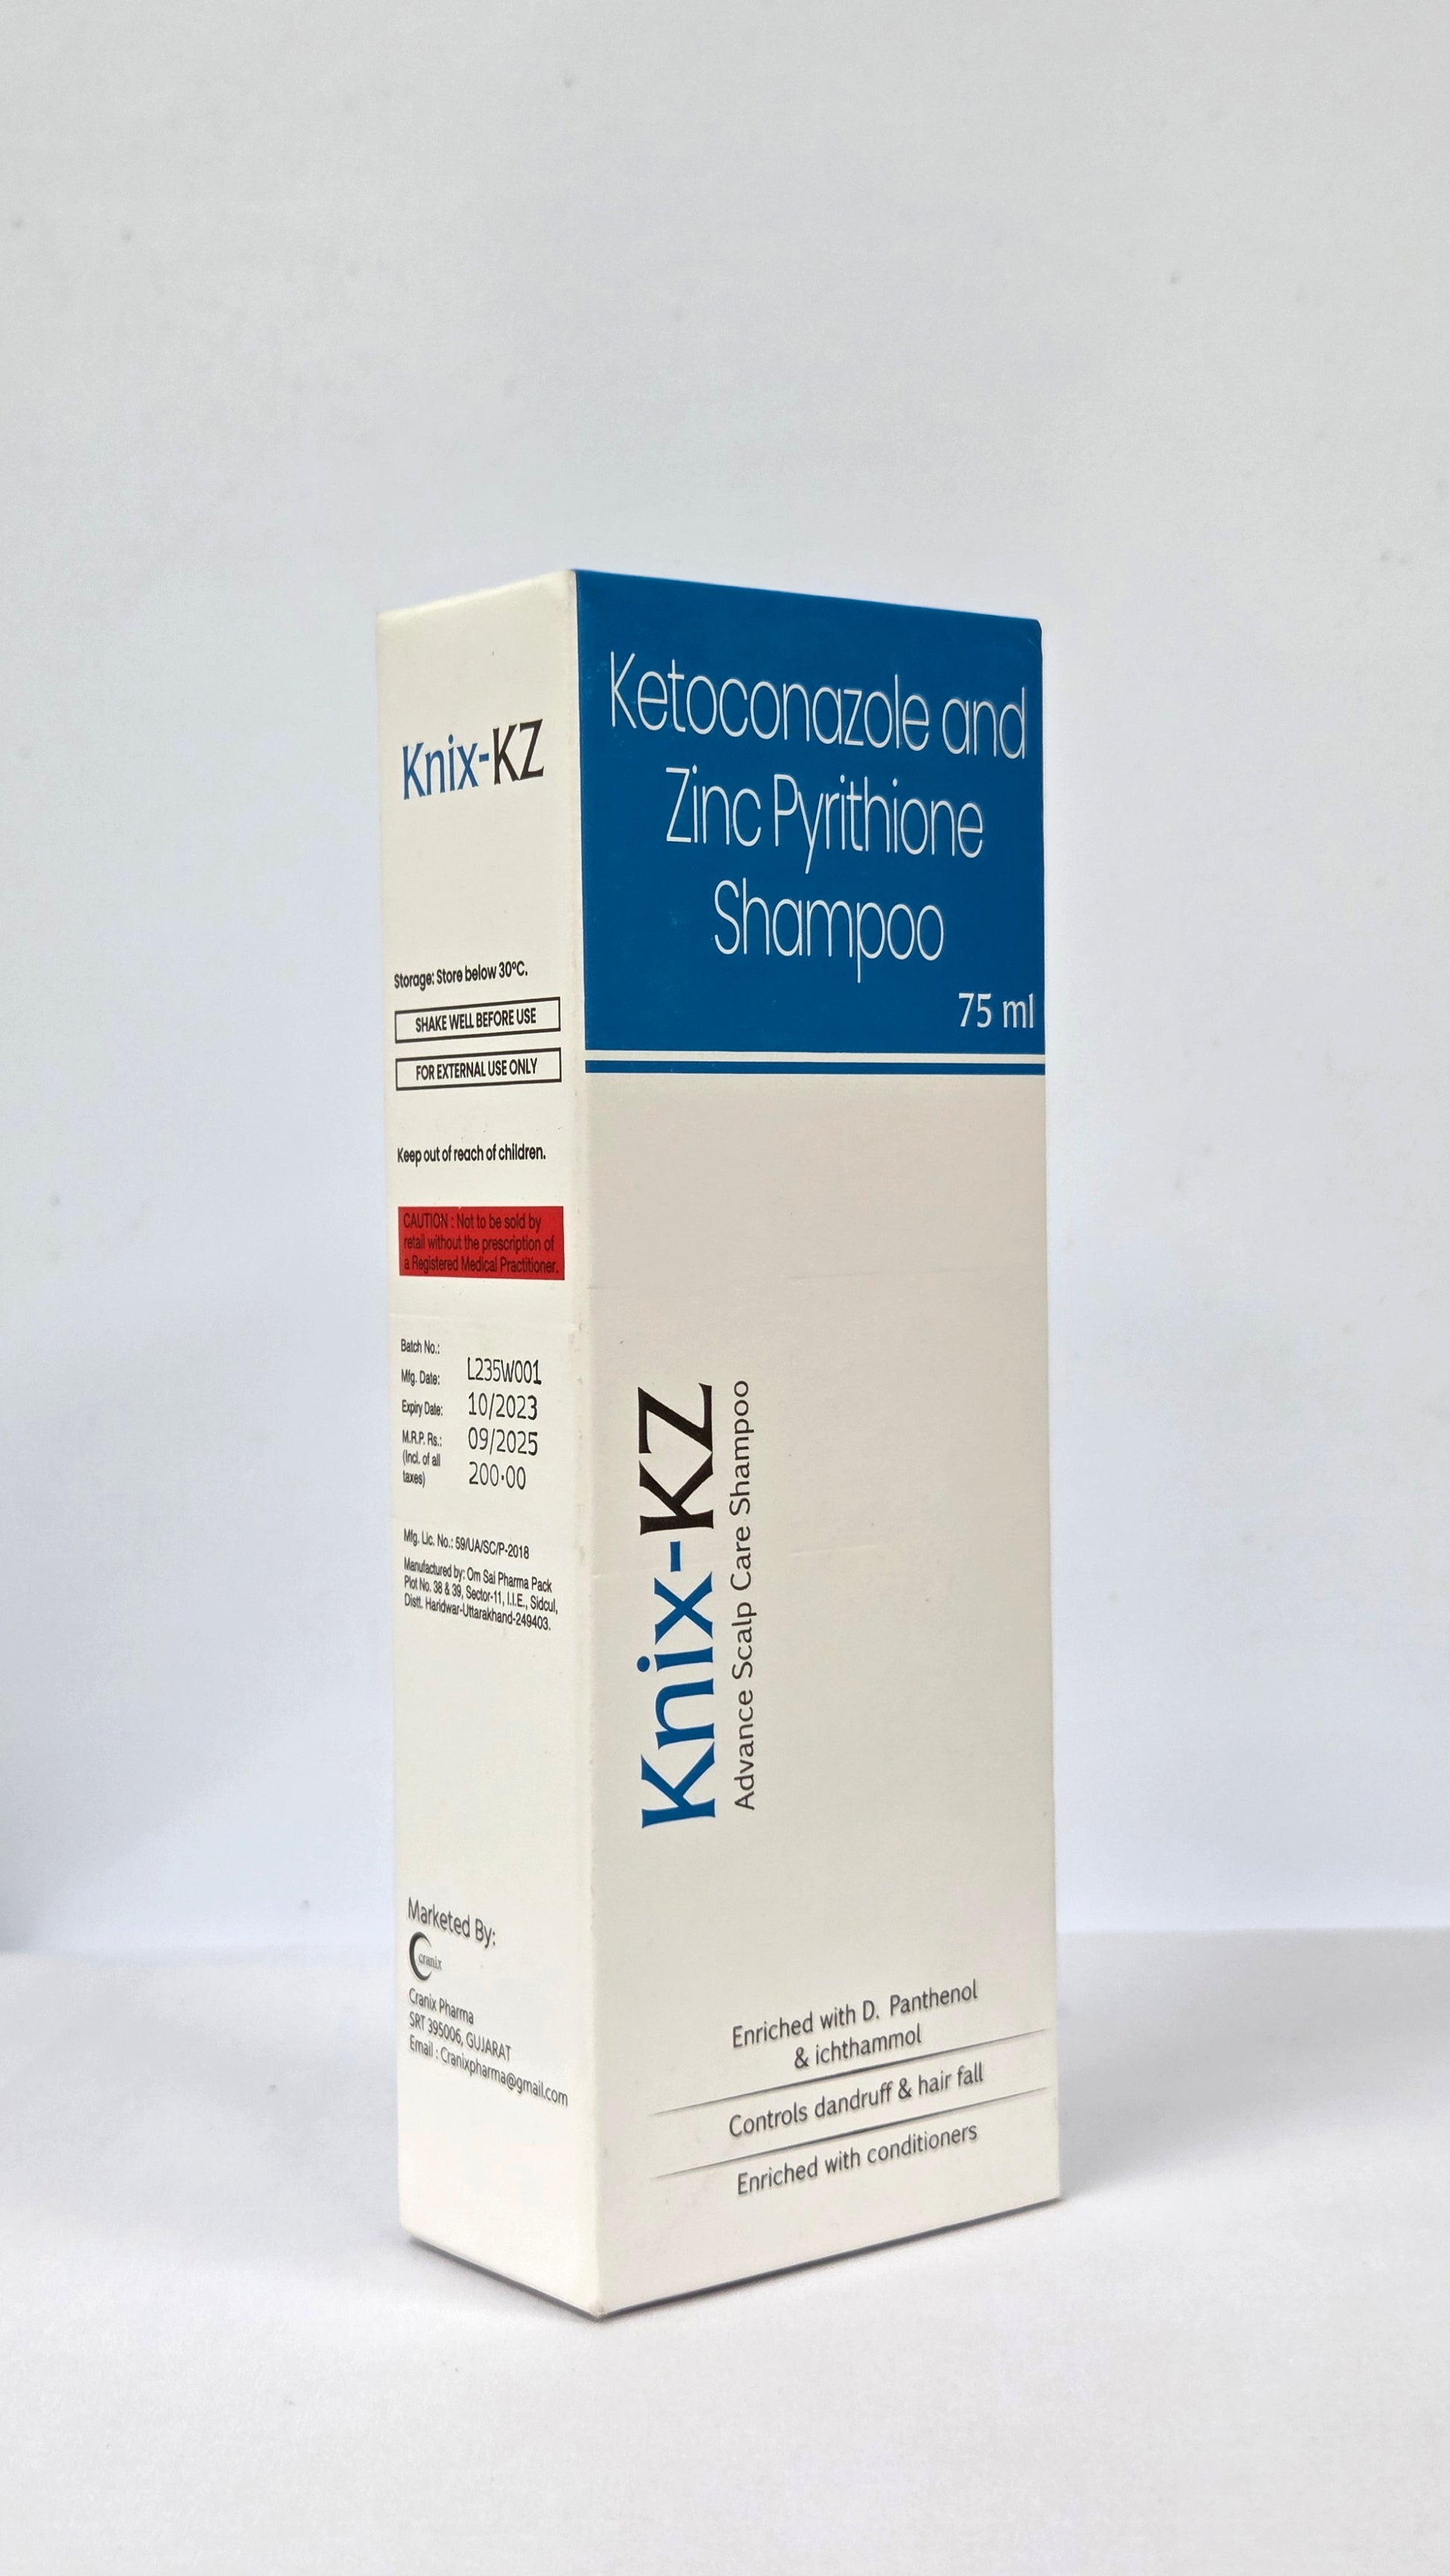 Knix-KZ
Storage: Store below 30°C.
SHAKE WELL BEFORE USE
FOR EXTERNAL USE ONLY
Keep out of reach of children.
CAUTION : Not to be sold by
retail without the prescription of
a Registered Medical Practitioner.
Batch No.: L235W001
Mfg. Date: 10/2023
Expiry Date: 09/2025
M.R.P. Rs.: 200.00
(Incl. of all
taxes)
Mfg. Lic. No.: 59/UA/SC/P-2018
Manufactured by: Om Sai Pharma Pack
Plot No. 38 & 39, Sector-11, I.I.E., Sidcul,
Distt. Haridwar-Uttarakhand-249403.
Marketed By:
Cranix
Cranix Pharma
SRT 395006, GUJARAT
Email : Cranixpharma@gmail.com
Ketoconazole and
Zinc Pyrithione
Shampoo
75 ml
Knix-KZ
Advance Scalp Care Shampoo
Enriched with D. Panthenol
& ichthammol
Controls dandruff & hair fall
Enriched with conditioners